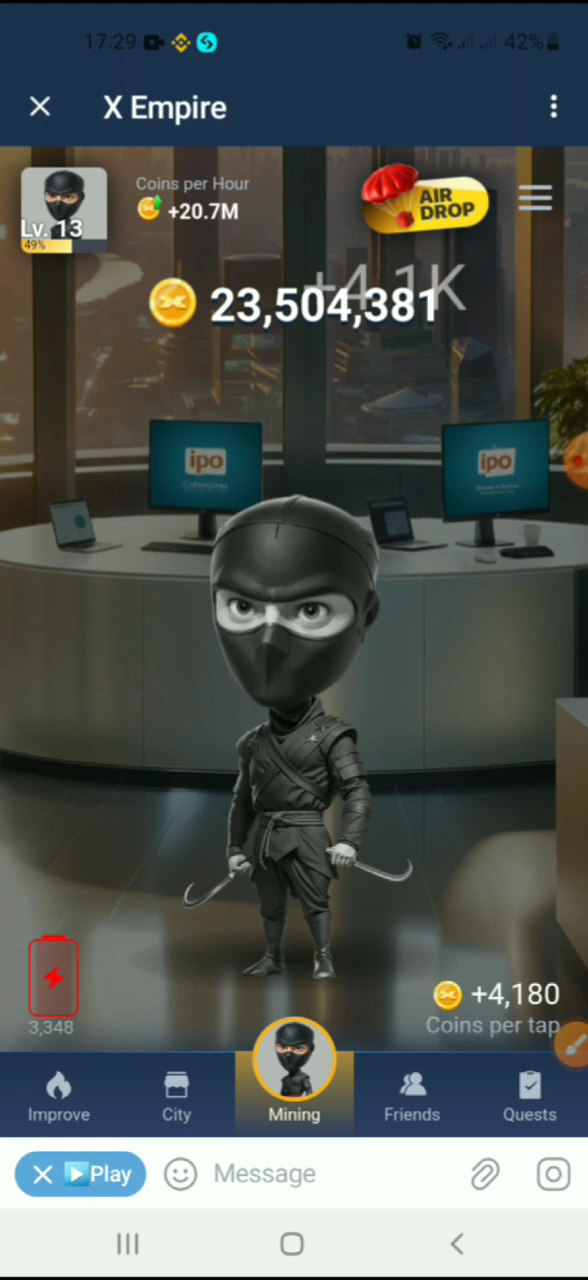 17:29
42%
X Empire
Coins per Hour
+20.7M
AIR
DROP
Lv. 13
49%
+4.1K
23,504,381
ipo
ipo
+4,180
3,348
Coins per tap
Improve
City
Mining
Friends
Quests
Play
Message